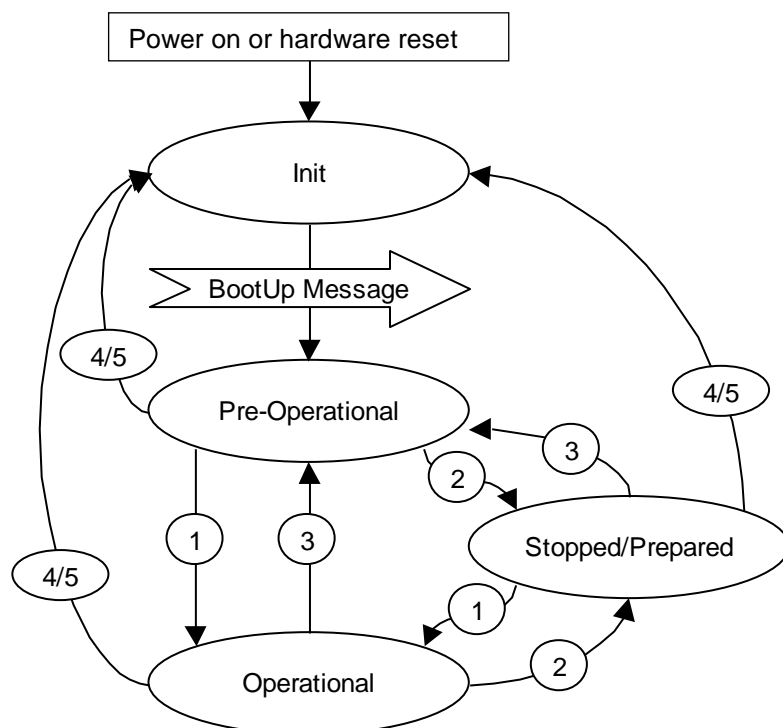 Power on or hardware reset
Init
BootUp Message
4/5
Pre-Operational
4/5
3
2
1
3
Stopped/Prepared
4/5
1
2
Operational